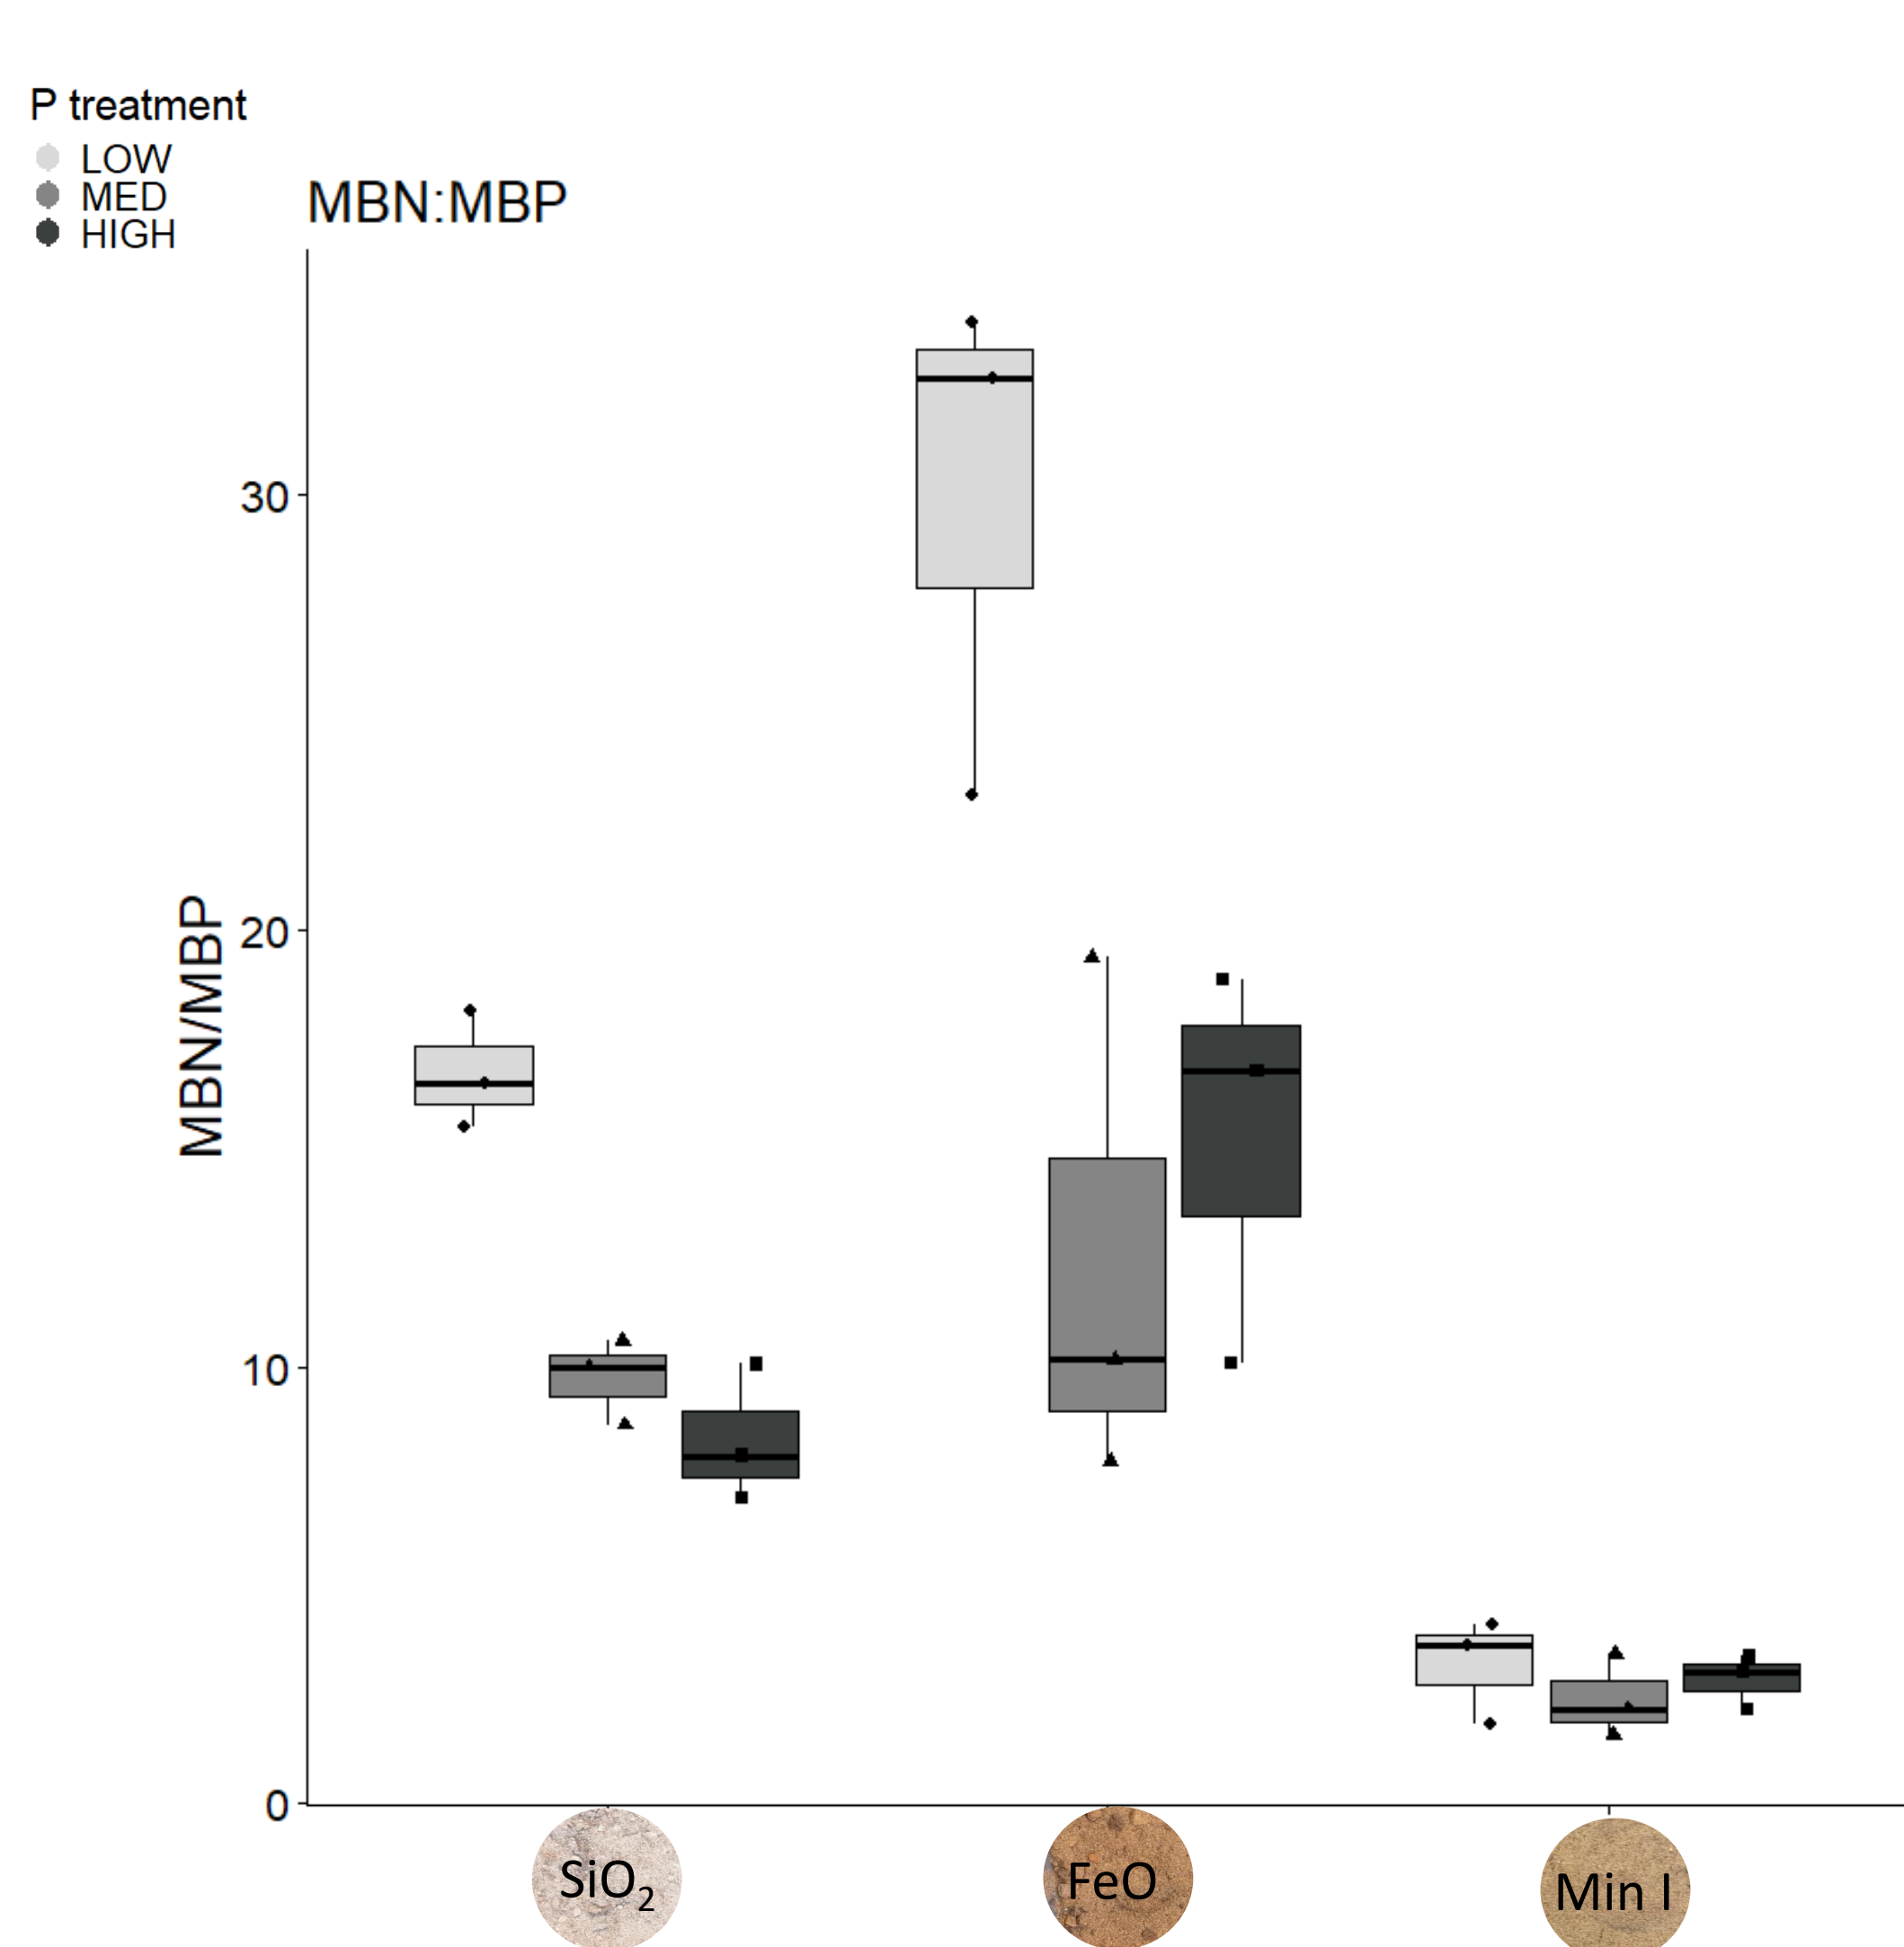 P treatment
LOW
MED
HIGH
MBN:MBP
MBN/MBP
30
20
10
0
SiO₂
FeO
Min I